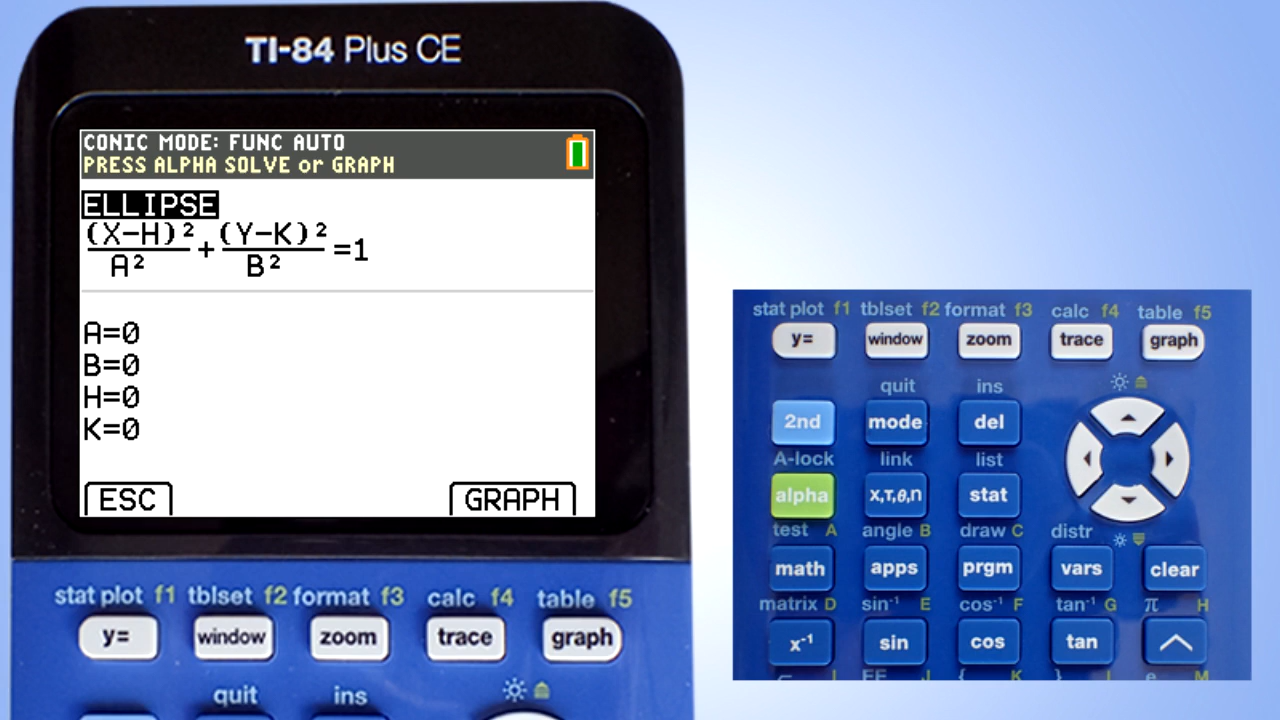 TI-84 Plus CE
CONIC MODE: FUNC AUTO
PRESS ALPHA SOLVE or GRAPH
ELLIPSE
(X-H)² + (Y-K)² =1
A² B²
A=0
B=0
H=0
K=0
ESC GRAPH
stat plot f1 tblset f2 format f3 calc f4 table f5
y= window zoom trace graph
quit ins
stat plot f1 tblset f2 format f3 calc f4 table f5
y= window zoom trace graph
quit ins
2nd mode del
A-lock link list
alpha X,T,θ,n stat
test A angle B draw C distr
math apps prgm vars clear
matrix D sin⁻¹ E cos⁻¹ F tan⁻¹ G π H
x⁻¹ sin cos tan ^